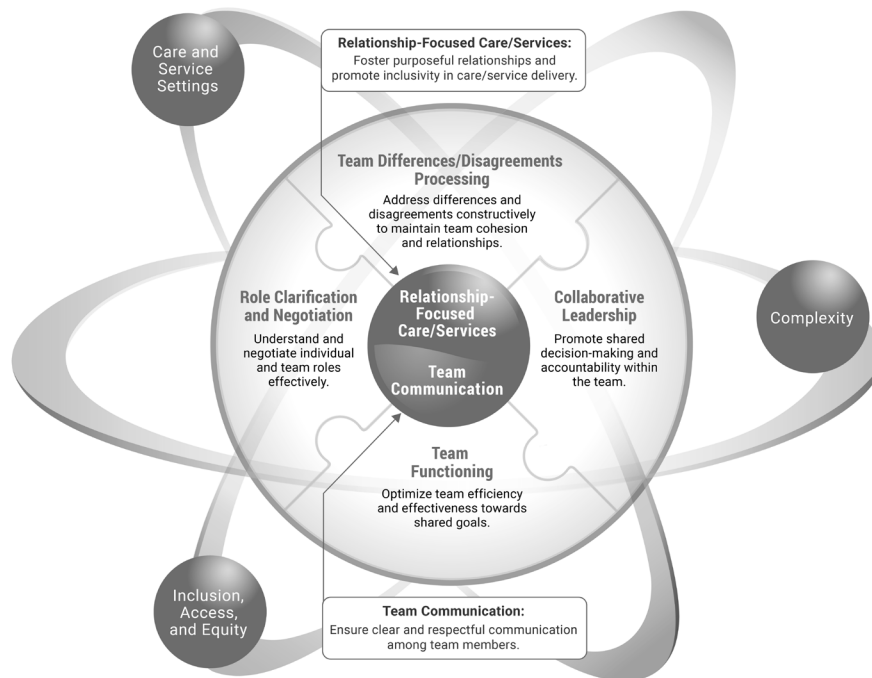 Care and
Service
Settings
Relationship-Focused Care/Services:
Foster purposeful relationships and
promote inclusivity in care/service delivery.
Team Differences/Disagreements
Processing
Address differences and
disagreements constructively
to maintain team cohesion
and relationships.
Role Clarification
and Negotiation
Understand and
negotiate individual
and team roles
effectively.
Relationship-
Focused
Care/Services
Team
Communication
Collaborative
Leadership
Promote shared
decision-making and
accountability within
the team.
Complexity
Team
Functioning
Optimize team efficiency
and effectiveness towards
shared goals.
Inclusion,
Access,
and Equity
Team Communication:
Ensure clear and respectful communication
among team members.